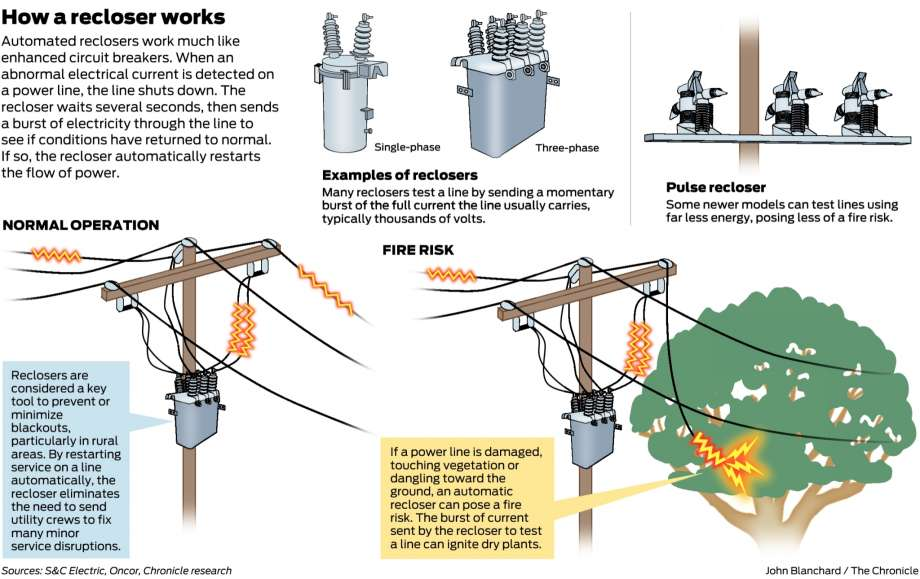 How a recloser works
Automated reclosers work much like
enhanced circuit breakers. When an
abnormal electrical current is detected on
a power line, the line shuts down. The
recloser waits several seconds, then sends
a burst of electricity through the line to
see if conditions have returned to normal.
If so, the recloser automatically restarts
the flow of power.
Single-phase
Three-phase
Examples of reclosers
Many reclosers test a line by sending a momentary
burst of the full current the line usually carries,
typically thousands of volts.
Pulse recloser
Some newer models can test lines using
far less energy, posing less of a fire risk.
NORMAL OPERATION
Reclosers are
considered a key
tool to prevent or
minimize
blackouts,
particularly in rural
areas. By restarting
service on a line
automatically, the
recloser eliminates
the need to send
utility crews to fix
many minor
service disruptions.
FIRE RISK
If a power line is damaged,
touching vegetation or
dangling toward the
ground, an automatic
recloser can pose a fire
risk. The burst of current
sent by the recloser to test
a line can ignite dry plants.
Sources: S&C Electric, Oncor, Chronicle research
John Blanchard / The Chronicle